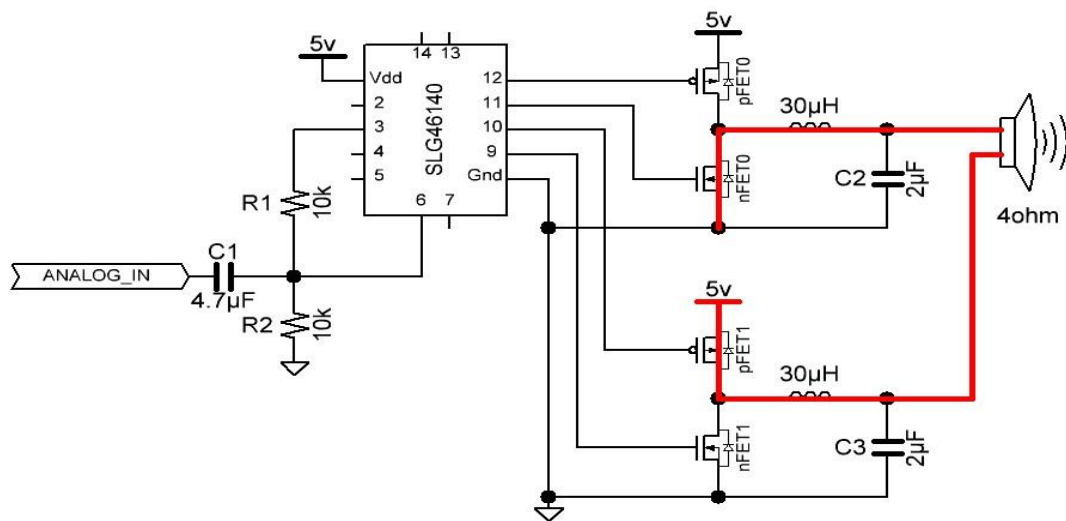 5v
14 13
Vdd
2
3
4
5
SLG46140
12
11
10
9
Gnd
6 7
R1
10k
C1
4.7µF
ANALOG_IN
R2
10k
5v
pFET0
30µH
nFET0
C2
2µF
4ohm
5v
pFET1
30µH
nFET1
C3
2µF